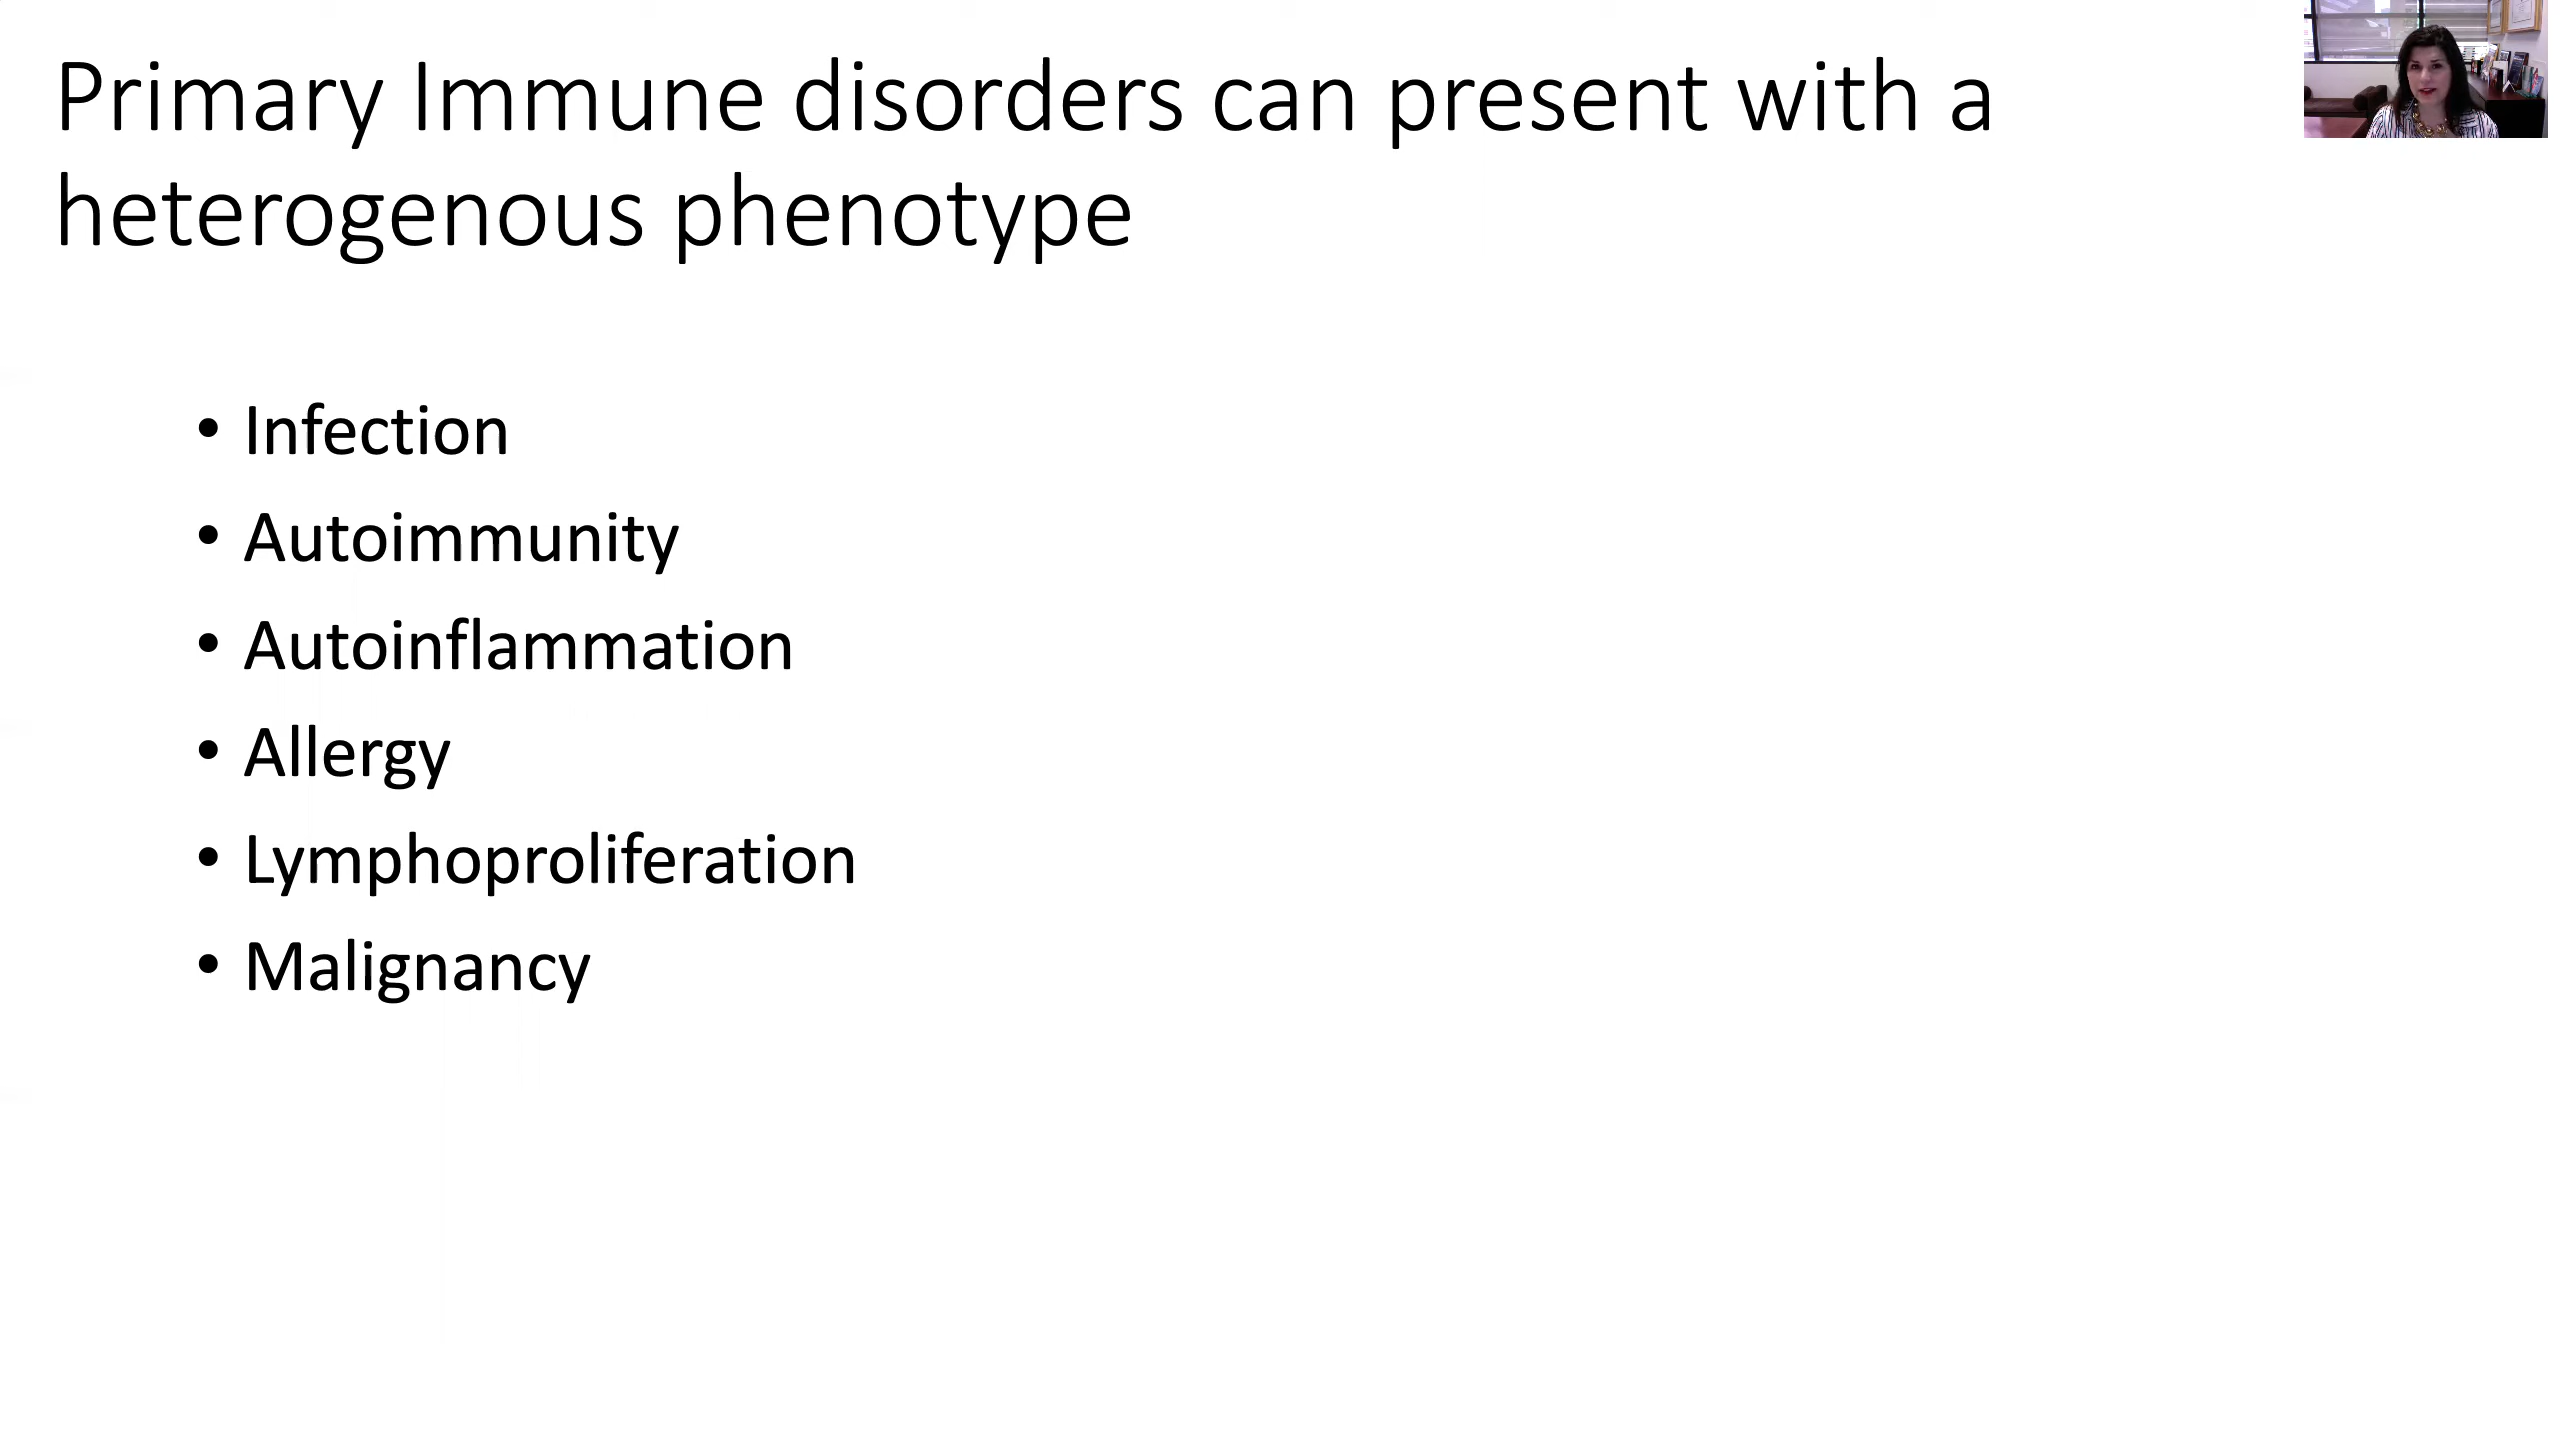 Primary Immune disorders can present with a
heterogenous phenotype
• Infection
• Autoimmunity
• Autoinflammation
• Allergy
• Lymphoproliferation
• Malignancy